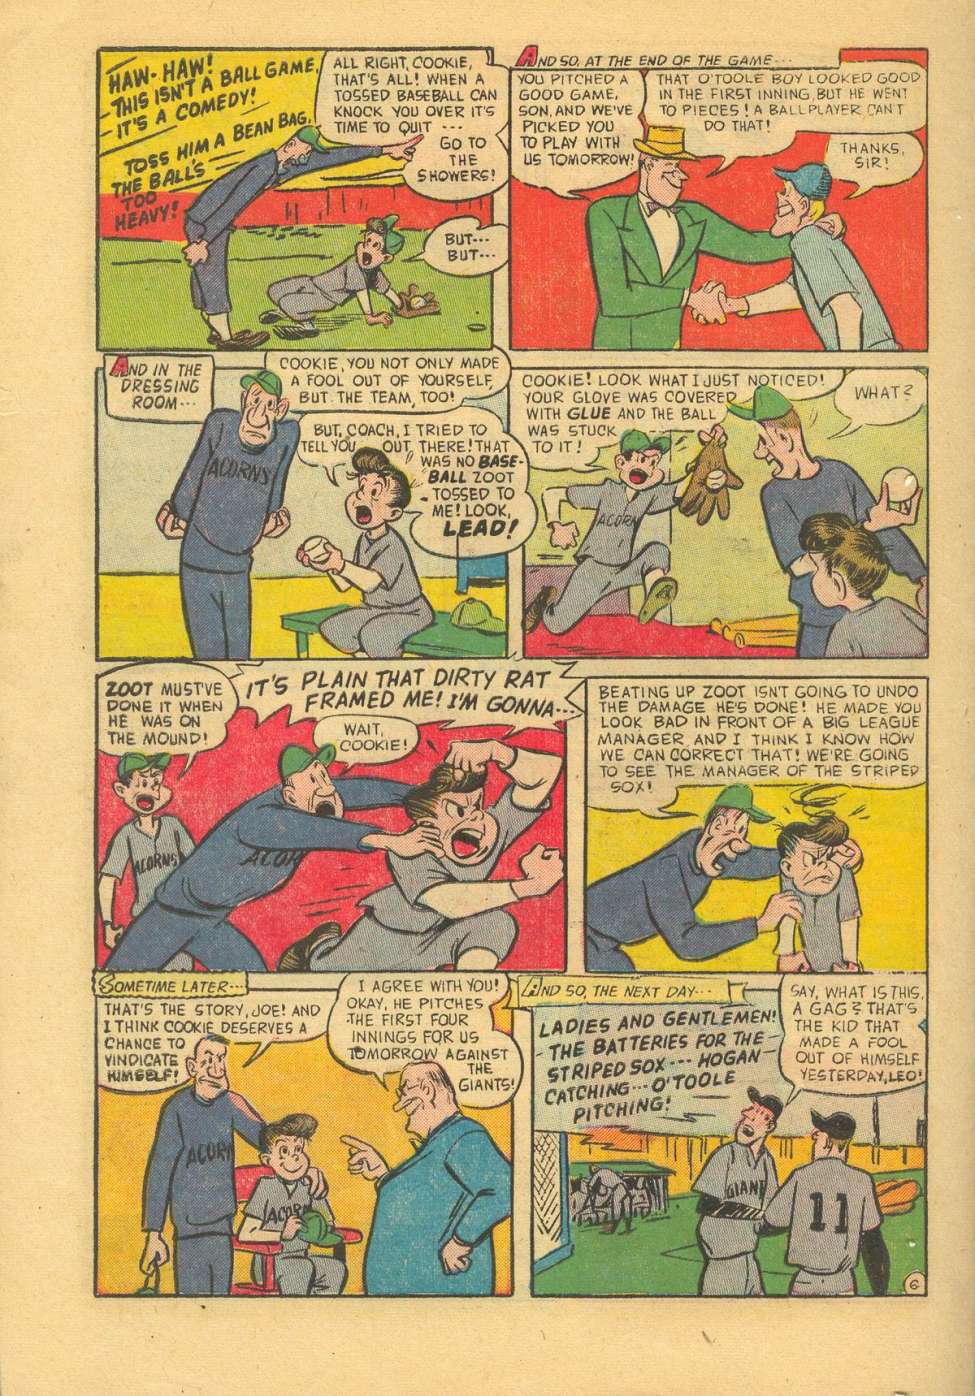 HAW-HAW!
THIS ISN'T A BALL GAME,
IT'S A COMEDY!
TOSS HIM A BEAN BAG,
THE BALL'S
TOO
HEAVY!
ALL RIGHT, COOKIE,
THAT'S ALL! WHEN A
TOSSED BASEBALL CAN
KNOCK YOU OVER IT'S
TIME TO QUIT ---
GO TO
THE
SHOWERS!
BUT---
BUT---
AND SO, AT THE END OF THE GAME---
YOU PITCHED A
GOOD GAME,
SON, AND WE'VE
PICKED YOU
TO PLAY WITH
US TOMORROW!
THAT O'TOOLE BOY LOOKED GOOD
IN THE FIRST INNING, BUT HE WENT
TO PIECES! A BALLPLAYER CAN'T
DO THAT!
THANKS,
SIR!
AND IN THE
DRESSING
ROOM---
COOKIE, YOU NOT ONLY MADE
A FOOL OUT OF YOURSELF,
BUT THE TEAM, TOO!
BUT, COACH, I TRIED TO
TELL YOU OUT THERE! THAT
WAS NO BASE-
BALL ZOOT
TOSSED TO
ME! LOOK,
LEAD!
ACORNS
COOKIE! LOOK WHAT I JUST NOTICED!
YOUR GLOVE WAS COVERED
WITH GLUE AND THE BALL
WAS STUCK
TO IT!
WHAT?
ACORN
ZOOT MUST'VE
DONE IT WHEN
HE WAS ON
THE MOUND!
IT'S PLAIN THAT DIRTY RAT
FRAMED ME! I'M GONNA---
WAIT,
COOKIE!
ACORNS
ACOR
BEATING UP ZOOT ISN'T GOING TO UNDO
THE DAMAGE HE'S DONE! HE MADE YOU
LOOK BAD IN FRONT OF A BIG LEAGUE
MANAGER AND I THINK I KNOW HOW
WE CAN CORRECT THAT! WE'RE GOING
TO SEE THE MANAGER OF THE STRIPED
SOX!
SOMETIME LATER---
THAT'S THE STORY, JOE! AND
I THINK COOKIE DESERVES A
CHANCE TO
VINDICATE
HIMSELF!
I AGREE WITH YOU!
OKAY, HE PITCHES
THE FIRST FOUR
INNINGS FOR US
TOMORROW AGAINST
THE
GIANTS!
ACORN
ACORN
AND SO, THE NEXT DAY---
LADIES AND GENTLEMEN!
THE BATTERIES FOR THE
STRIPED SOX--- HOGAN
CATCHING--- O'TOOLE
PITCHING!
SAY, WHAT IS THIS,
A GAG? THAT'S
THE KID THAT
MADE A FOOL
OUT OF HIMSELF
YESTERDAY, LEO!
GIANT
11
6